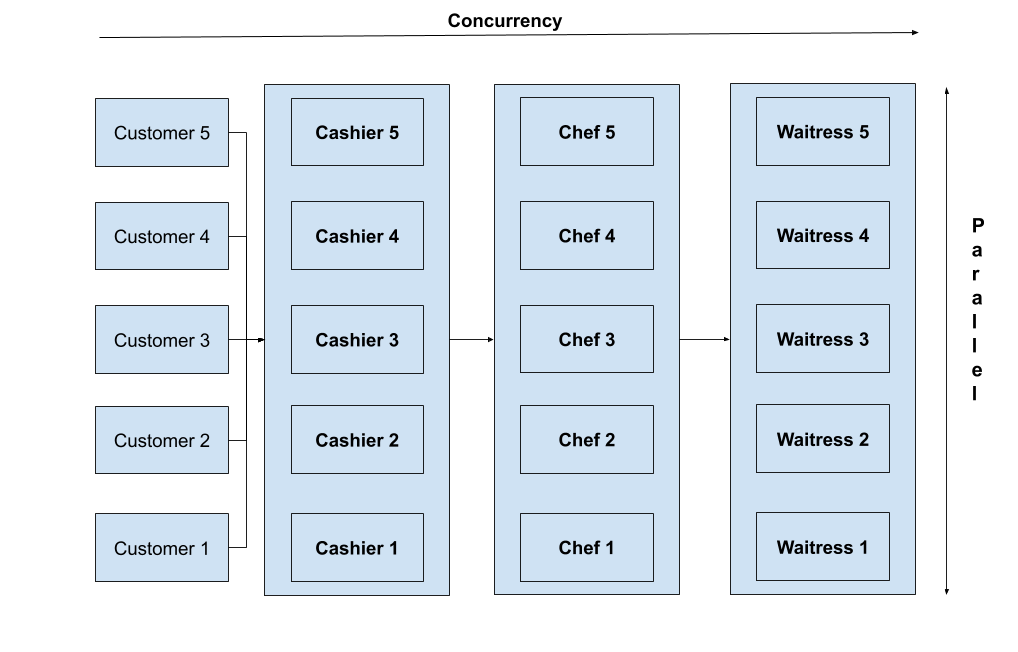 Concurrency
Customer 5
Cashier 5
Chef 5
Waitress 5
Customer 4
Cashier 4
Chef 4
Waitress 4
Customer 3
Cashier 3
Chef 3
Waitress 3
Customer 2
Cashier 2
Chef 2
Waitress 2
Customer 1
Cashier 1
Chef 1
Waitress 1
Parallel